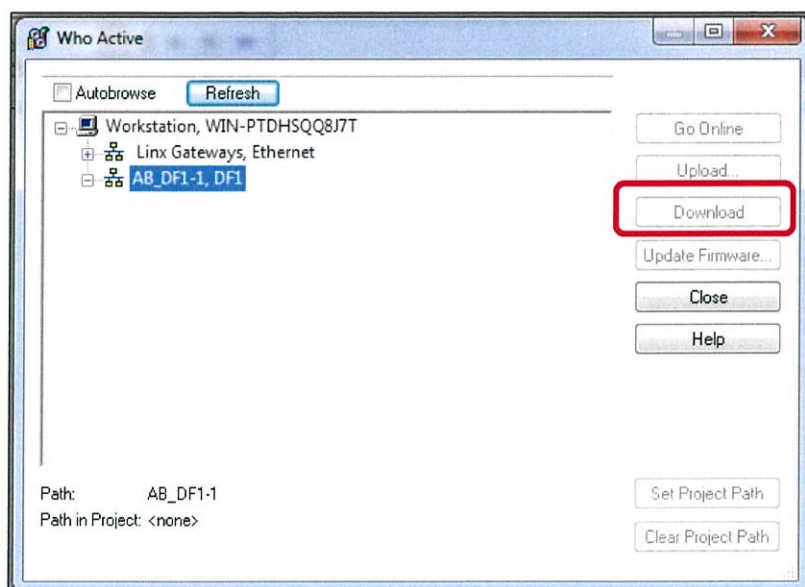 Who Active
Autobrowse
Refresh
Workstation, WIN-PTDHSQQ8J7T
Linx Gateways, Ethernet
AB_DF1-1, DF1
Go Online
Upload...
Download
Update Firmware...
Close
Help
Path: AB_DF1-1
Path in Project: <none>
Set Project Path
Clear Project Path